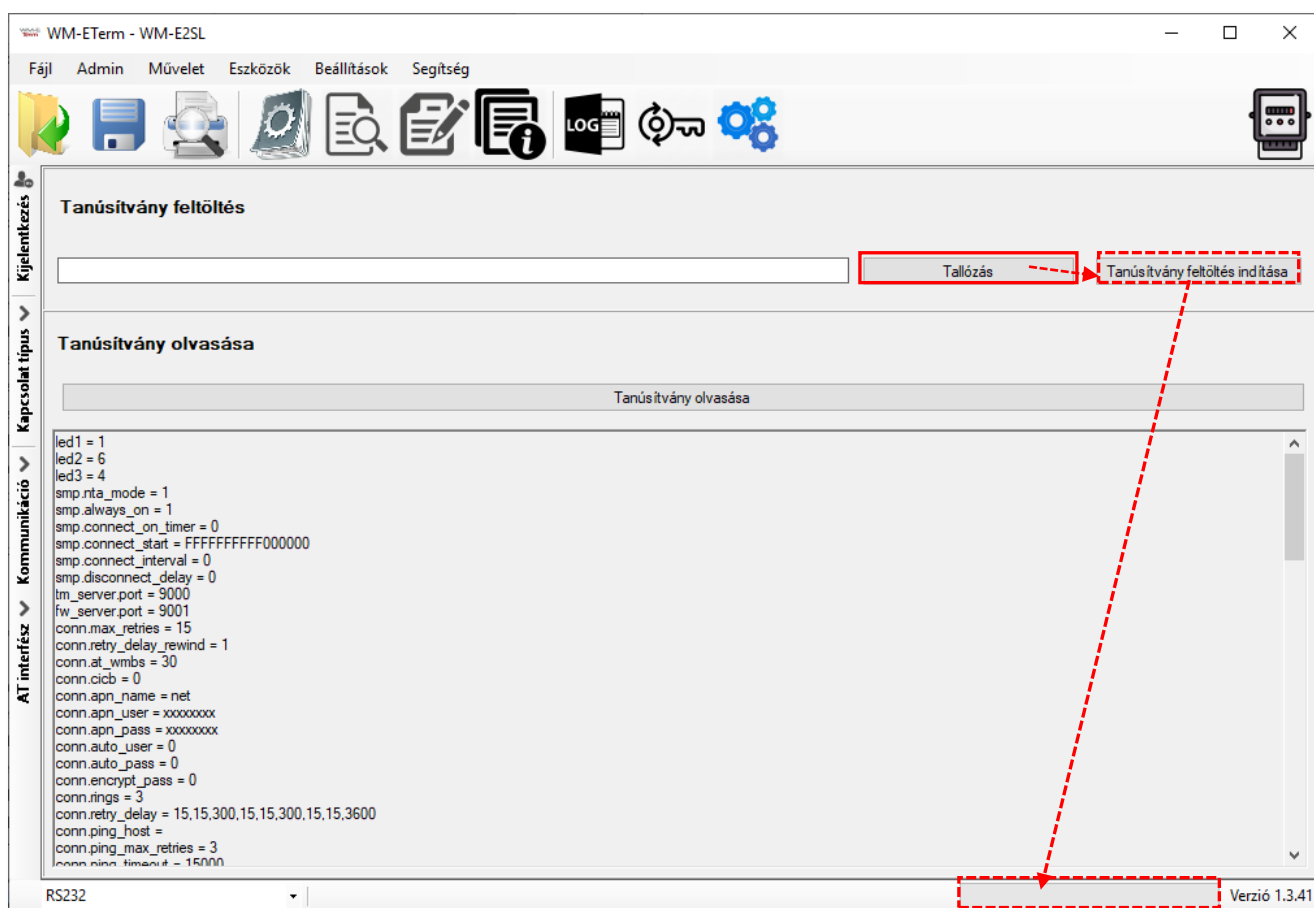 WM-ETerm - WM-E2SL
Fájl Admin Művelet Eszközök Beállítások Segítség
LOG
Kijelentkezés
Kapcsolat típus
Kommunikáció
AT interfész
Tanúsítvány feltöltés
Tallózás
Tanúsítvány feltöltés indítása
Tanúsítvány olvasása
Tanúsítvány olvasása
led1 = 1
led2 = 6
led3 = 4
smp.nta_mode = 1
smp.always_on = 1
smp.connect_on_timer = 0
smp.connect_start = FFFFFFFFFF000000
smp.connect_interval = 0
smp.disconnect_delay = 0
tm_server.port = 9000
fw_server.port = 9001
conn.max_retries = 15
conn.retry_delay_rewind = 1
conn.at_wmbs = 30
conn.cicb = 0
conn.apn_name = net
conn.apn_user = xxxxxxxx
conn.apn_pass = xxxxxxxx
conn.auto_user = 0
conn.auto_pass = 0
conn.encrypt_pass = 0
conn.rings = 3
conn.retry_delay = 15,15,300,15,15,300,15,15,3600
conn.ping_host =
conn.ping_max_retries = 3
conn.ping_timeout = 15000
RS232
Verzió 1.3.41